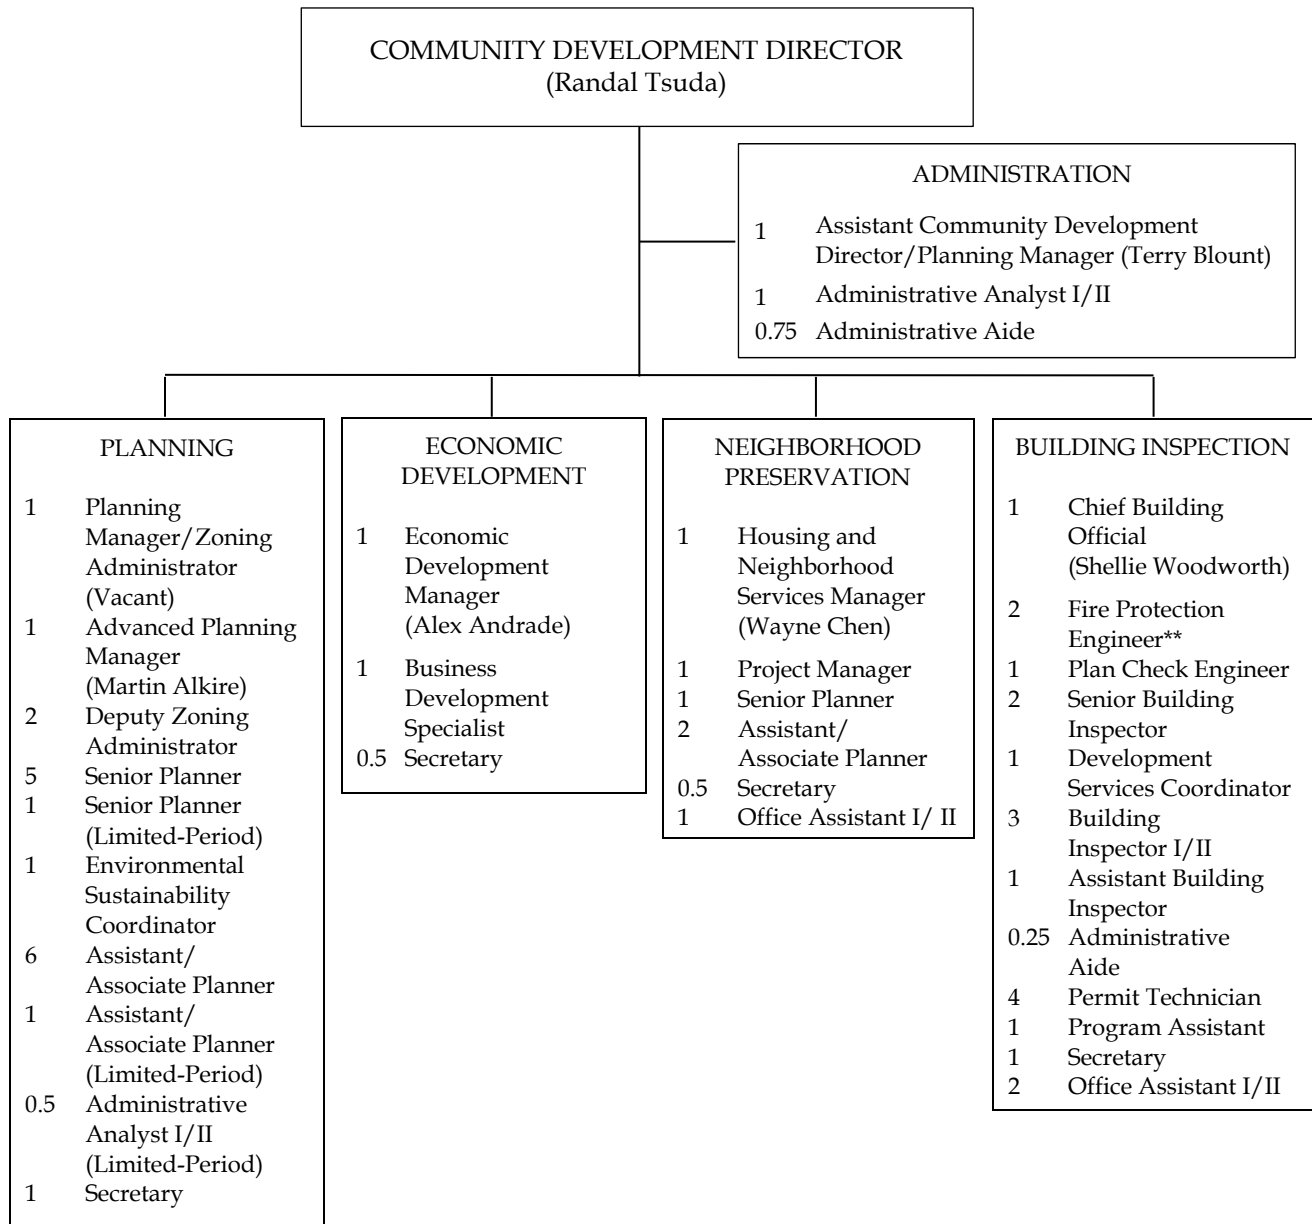 COMMUNITY DEVELOPMENT DIRECTOR
(Randal Tsuda)
ADMINISTRATION
1 Assistant Community Development
Director/Planning Manager (Terry Blount)
1 Administrative Analyst I/II
0.75 Administrative Aide
PLANNING
1 Planning
Manager/Zoning
Administrator
(Vacant)
1 Advanced Planning
Manager
(Martin Alkire)
2 Deputy Zoning
Administrator
5 Senior Planner
1 Senior Planner
(Limited-Period)
1 Environmental
Sustainability
Coordinator
6 Assistant/
Associate Planner
1 Assistant/
Associate Planner
(Limited-Period)
0.5 Administrative
Analyst I/II
(Limited-Period)
1 Secretary
ECONOMIC
DEVELOPMENT
1 Economic
Development
Manager
(Alex Andrade)
1 Business
Development
Specialist
0.5 Secretary
NEIGHBORHOOD
PRESERVATION
1 Housing and
Neighborhood
Services Manager
(Wayne Chen)
1 Project Manager
1 Senior Planner
2 Assistant/
Associate Planner
0.5 Secretary
1 Office Assistant I/ II
BUILDING INSPECTION
1 Chief Building
Official
(Shellie Woodworth)
2 Fire Protection
Engineer**
1 Plan Check Engineer
2 Senior Building
Inspector
1 Development
Services Coordinator
3 Building
Inspector I/II
1 Assistant Building
Inspector
0.25 Administrative
Aide
4 Permit Technician
1 Program Assistant
1 Secretary
2 Office Assistant I/II